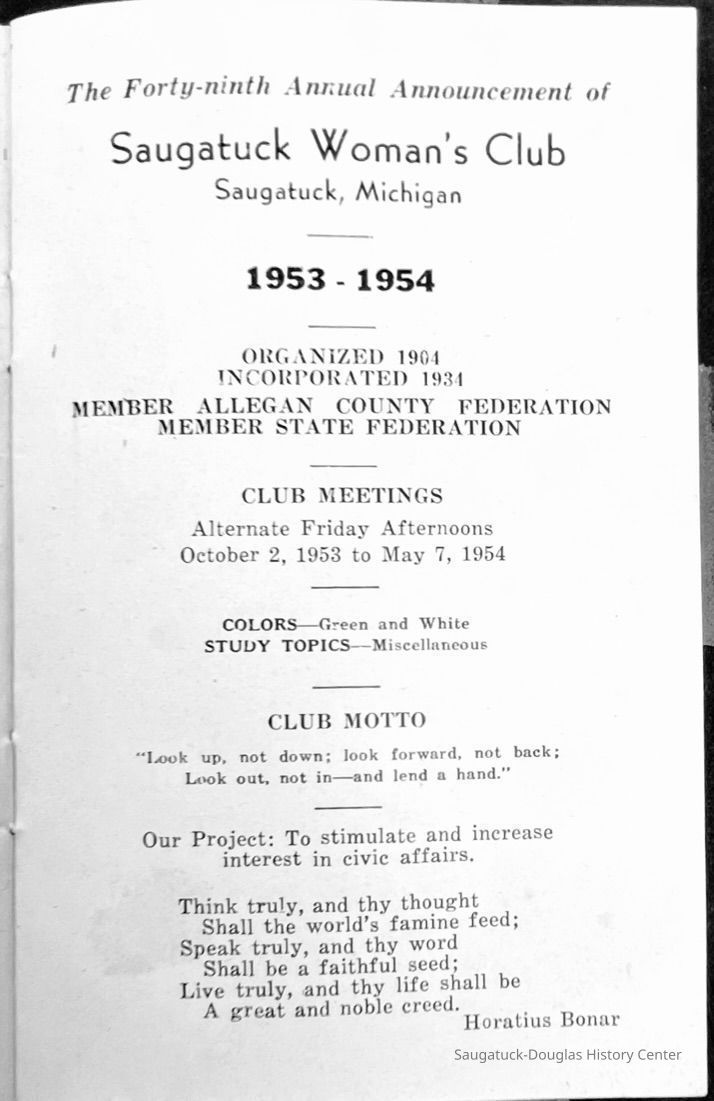 The Forty-ninth Annual Announcement of
Saugatuck Woman's Club
Saugatuck, Michigan
1953 - 1954
ORGANIZED 1904
INCORPORATED 1934
MEMBER ALLEGAN COUNTY FEDERATION
MEMBER STATE FEDERATION
CLUB MEETINGS
Alternate Friday Afternoons
October 2, 1953 to May 7, 1954
COLORS—Green and White
STUDY TOPICS—Miscellaneous
CLUB MOTTO
“Look up, not down; look forward, not back;
Look out, not in—and lend a hand.”
Our Project: To stimulate and increase
interest in civic affairs.
Think truly, and thy thought
Shall the world's famine feed;
Speak truly, and thy word
Shall be a faithful seed;
Live truly, and thy life shall be
A great and noble creed.
Horatius Bonar
Saugatuck-Douglas History Center